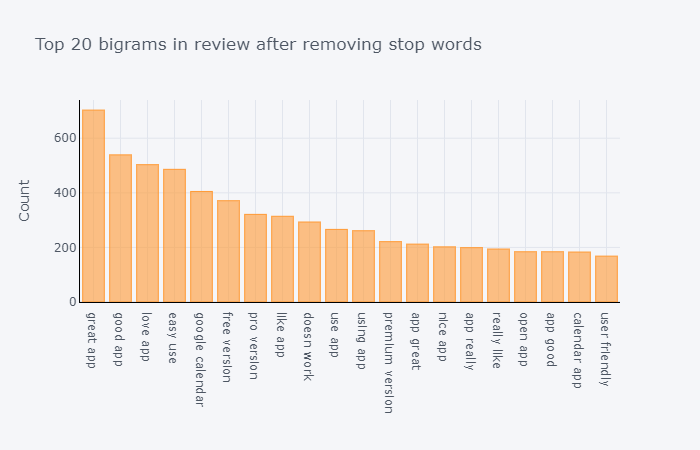 Top 20 bigrams in review after removing stop words
Count
600
400
200
0
great app
good app
love app
easy use
google calendar
free version
pro version
like app
doesn work
use app
using app
premium version
app great
nice app
app really
really like
open app
app good
calendar app
user friendly